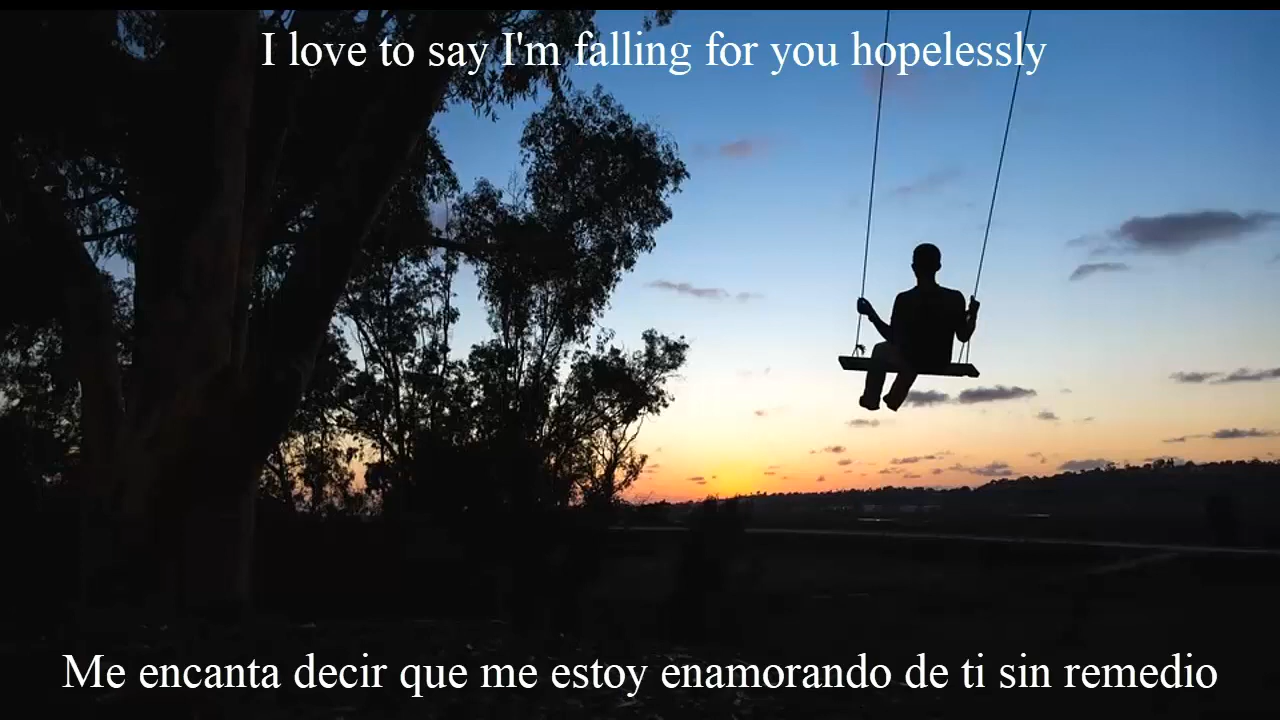 I love to say I'm falling for you hopelessly
Me encanta decir que me estoy enamorando de ti sin remedio